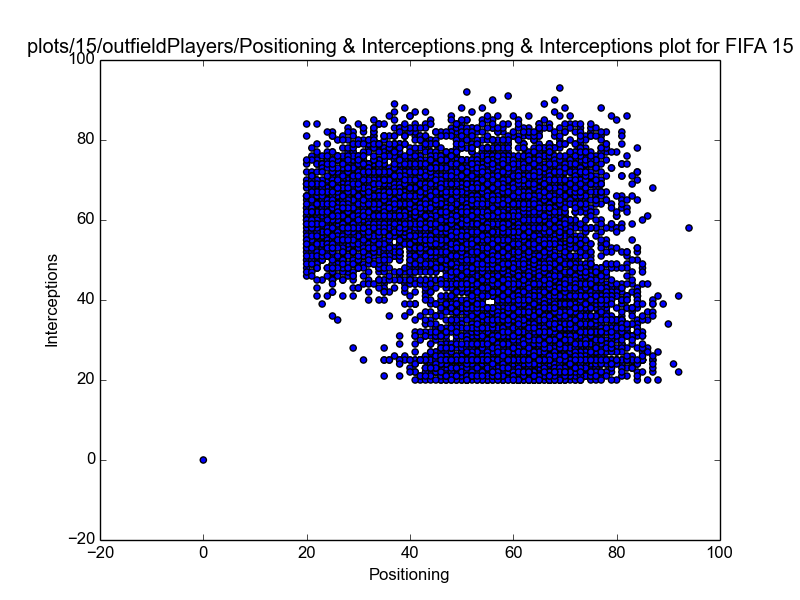 plots/15/outfieldPlayers/Positioning & Interceptions.png & Interceptions plot for FIFA 15
100
80
60
40
20
0
−20
Interceptions
−20 0 20 40 60 80 100
Positioning